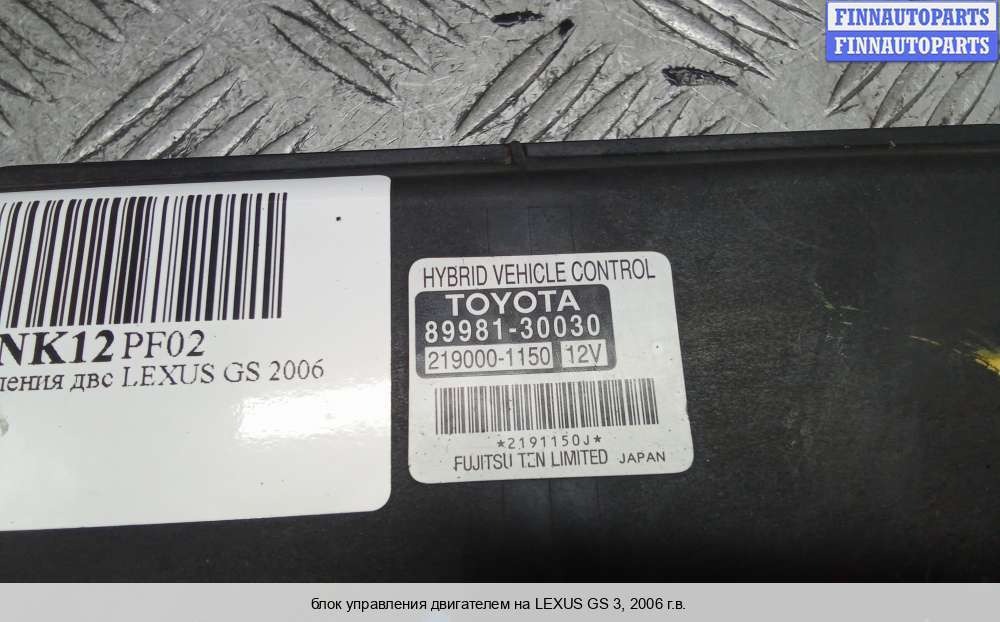 FINNAUTOPARTS
FINNAUTOPARTS
NK12 PF02
ления двс LEXUS GS 2006
HYBRID VEHICLE CONTROL
TOYOTA
89981-30030
219000-1150 12V
*2191150J*
FUJITSU TEN LIMITED JAPAN
блок управления двигателем на LEXUS GS 3, 2006 г.в.